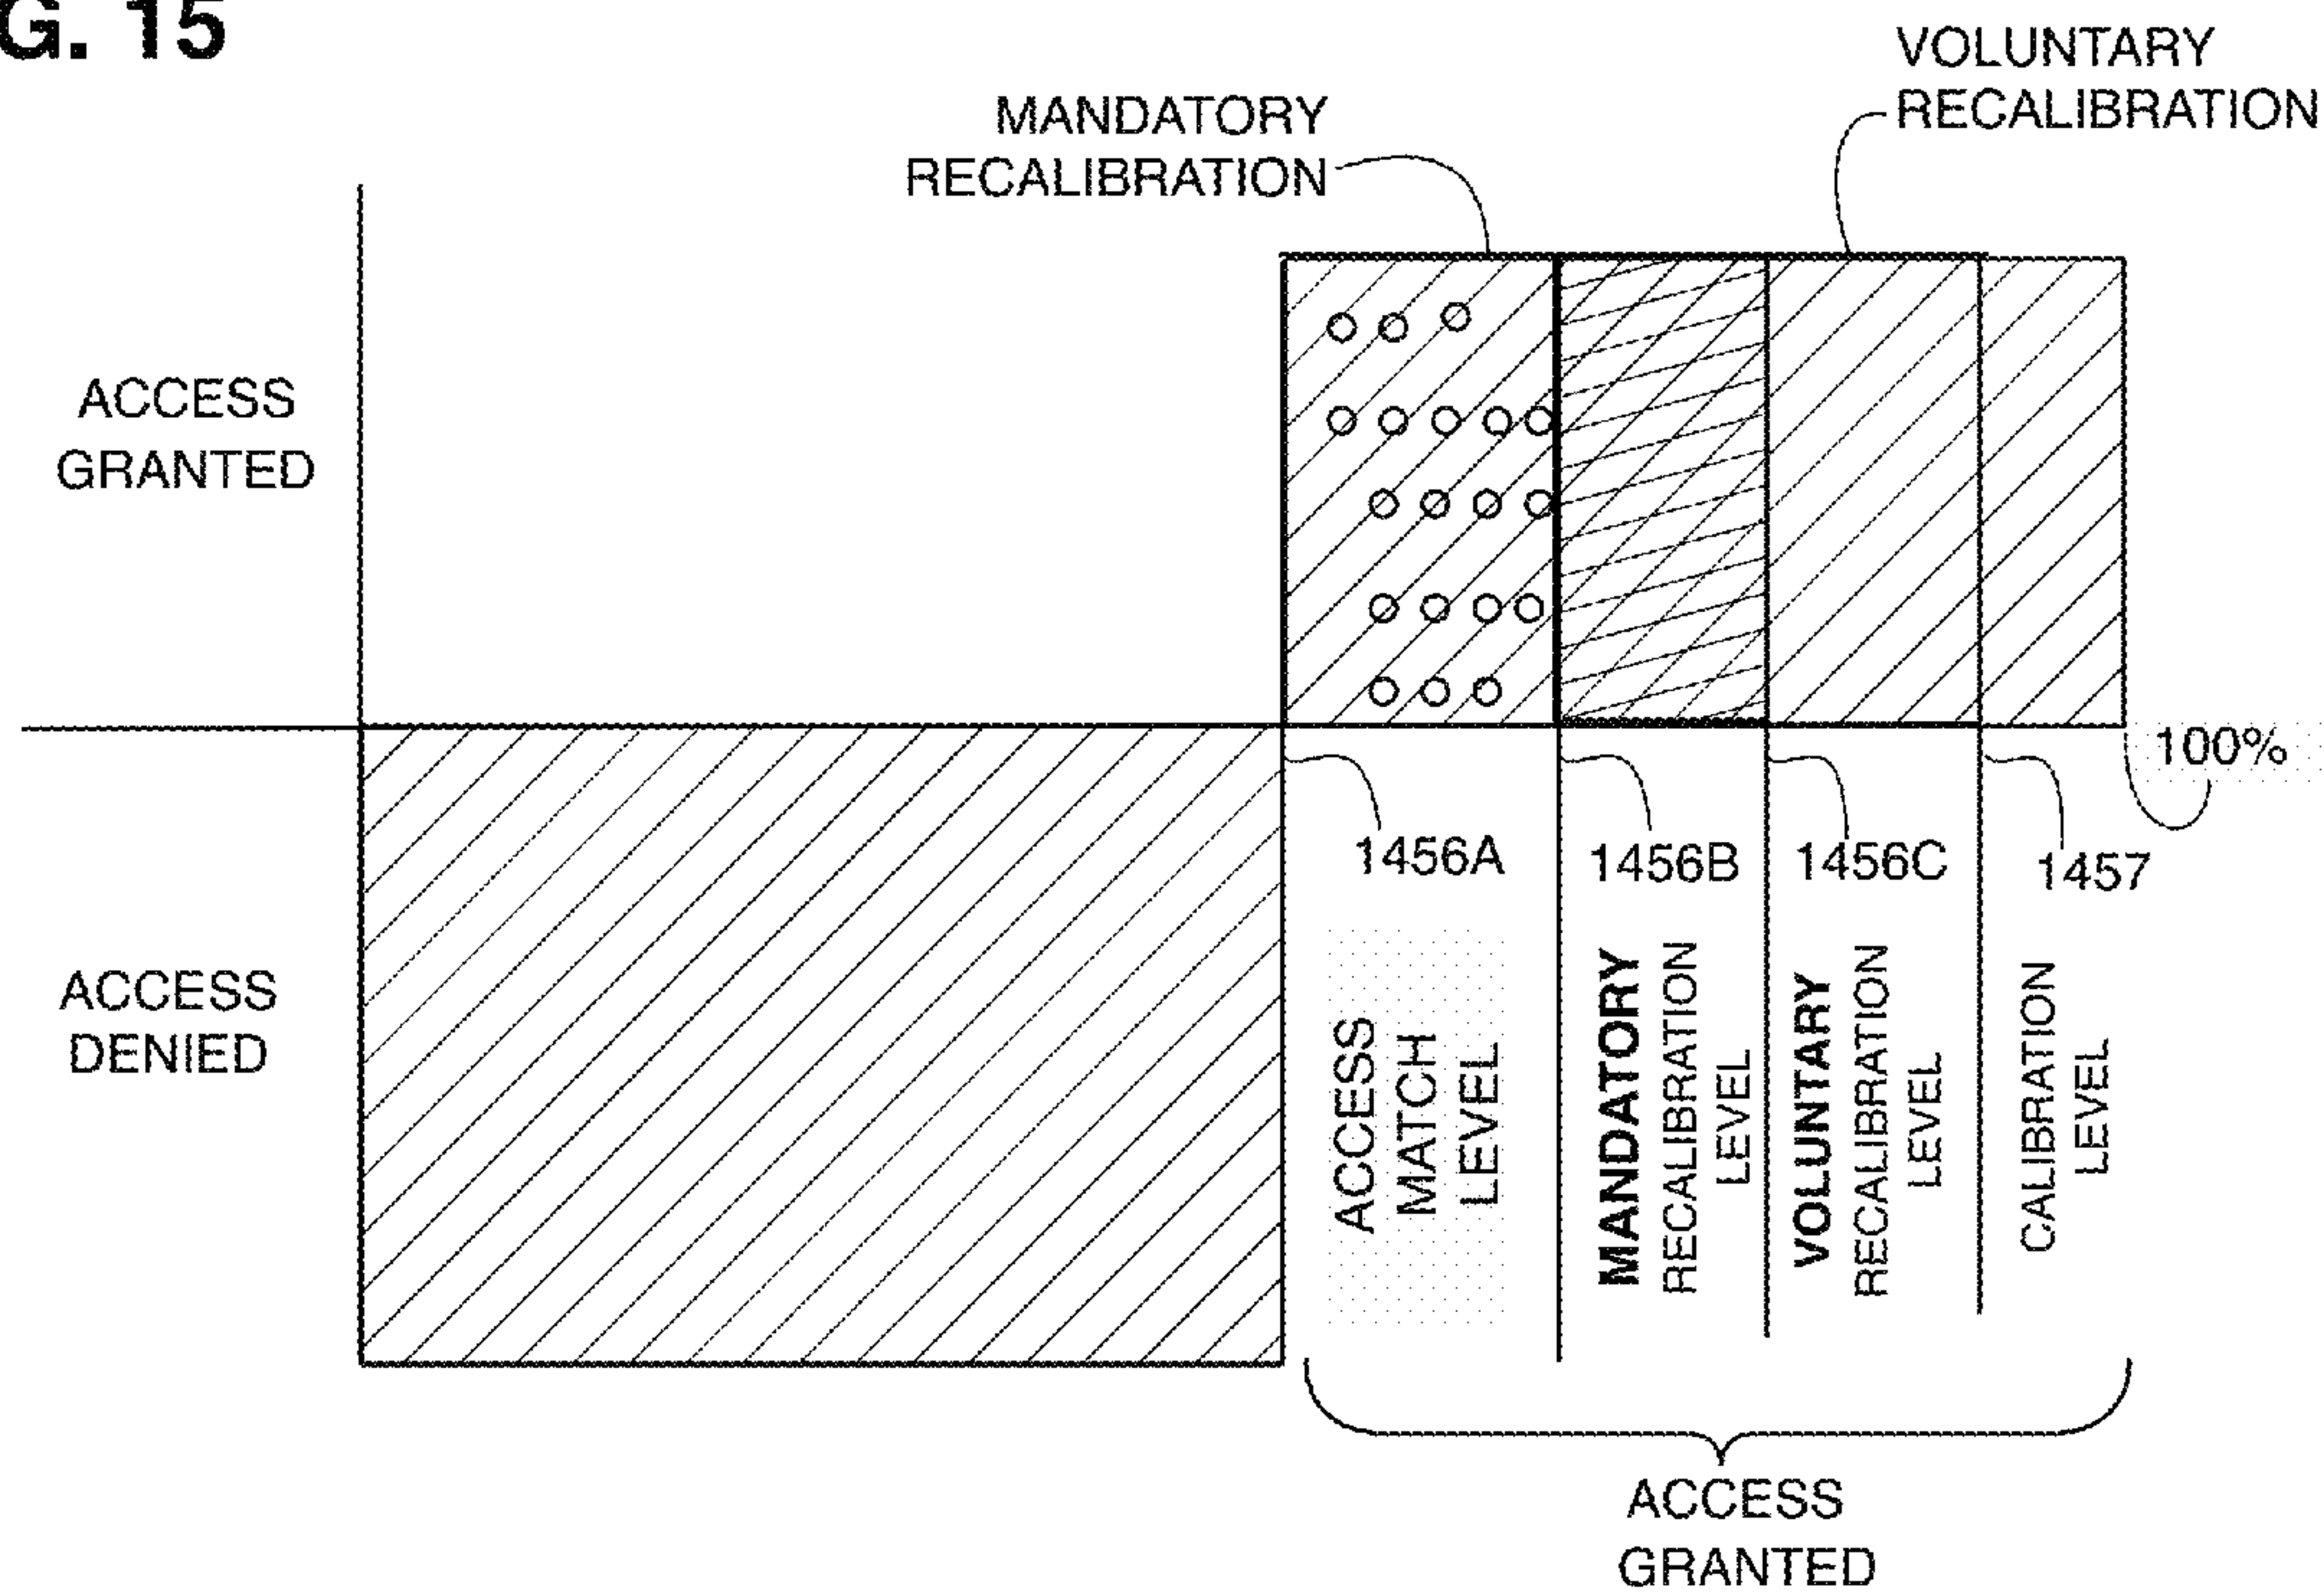 G. 15
VOLUNTARY
RECALIBRATION
MANDATORY
RECALIBRATION
ACCESS
GRANTED
100%
1456A
1456B
1456C
1457
ACCESS
DENIED
ACCESS
MATCH
LEVEL
MANDATORY
RECALIBRATION
LEVEL
VOLUNTARY
RECALIBRATION
LEVEL
CALIBRATION
LEVEL
ACCESS
GRANTED